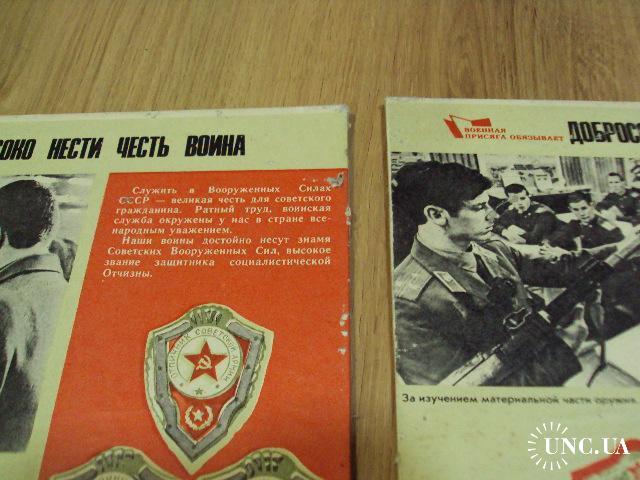 НЕСТИ ЧЕСТЬ ВОИНА
Служить в Вооруженных Силах
СССР — великая честь для советского
гражданина. Ратный труд, воинская
служба окружены у нас в стране все-
народным уважением.
Наши воины достойно несут знамя
Советских Вооруженных Сил, высокое
звание защитника социалистической
Отчизны.
ОТЛИЧНИК СОВЕТСКОЙ АРМИИ
ВОЕННАЯ
ПРИСЯГА ОБЯЗЫВАЕТ
За изучением материальной части оружия.
UNC.UA